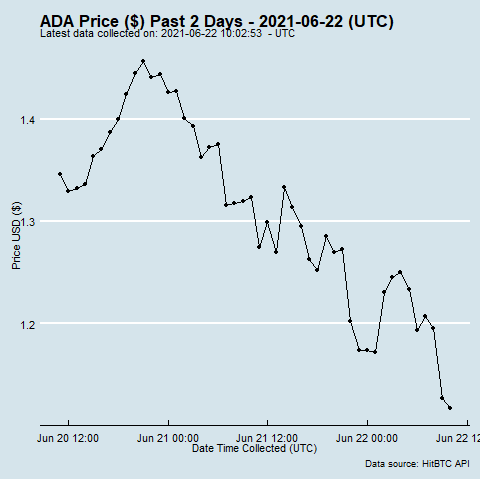 ADA Price ($) Past 2 Days - 2021-06-22 (UTC)
Latest data collected on: 2021-06-22 10:02:53  - UTC
1.4
1.3
1.2
Price USD ($)
Jun 20 12:00 Jun 21 00:00 Jun 21 12:00 Jun 22 00:00 Jun 22 12
Date Time Collected (UTC)
Data source: HitBTC API